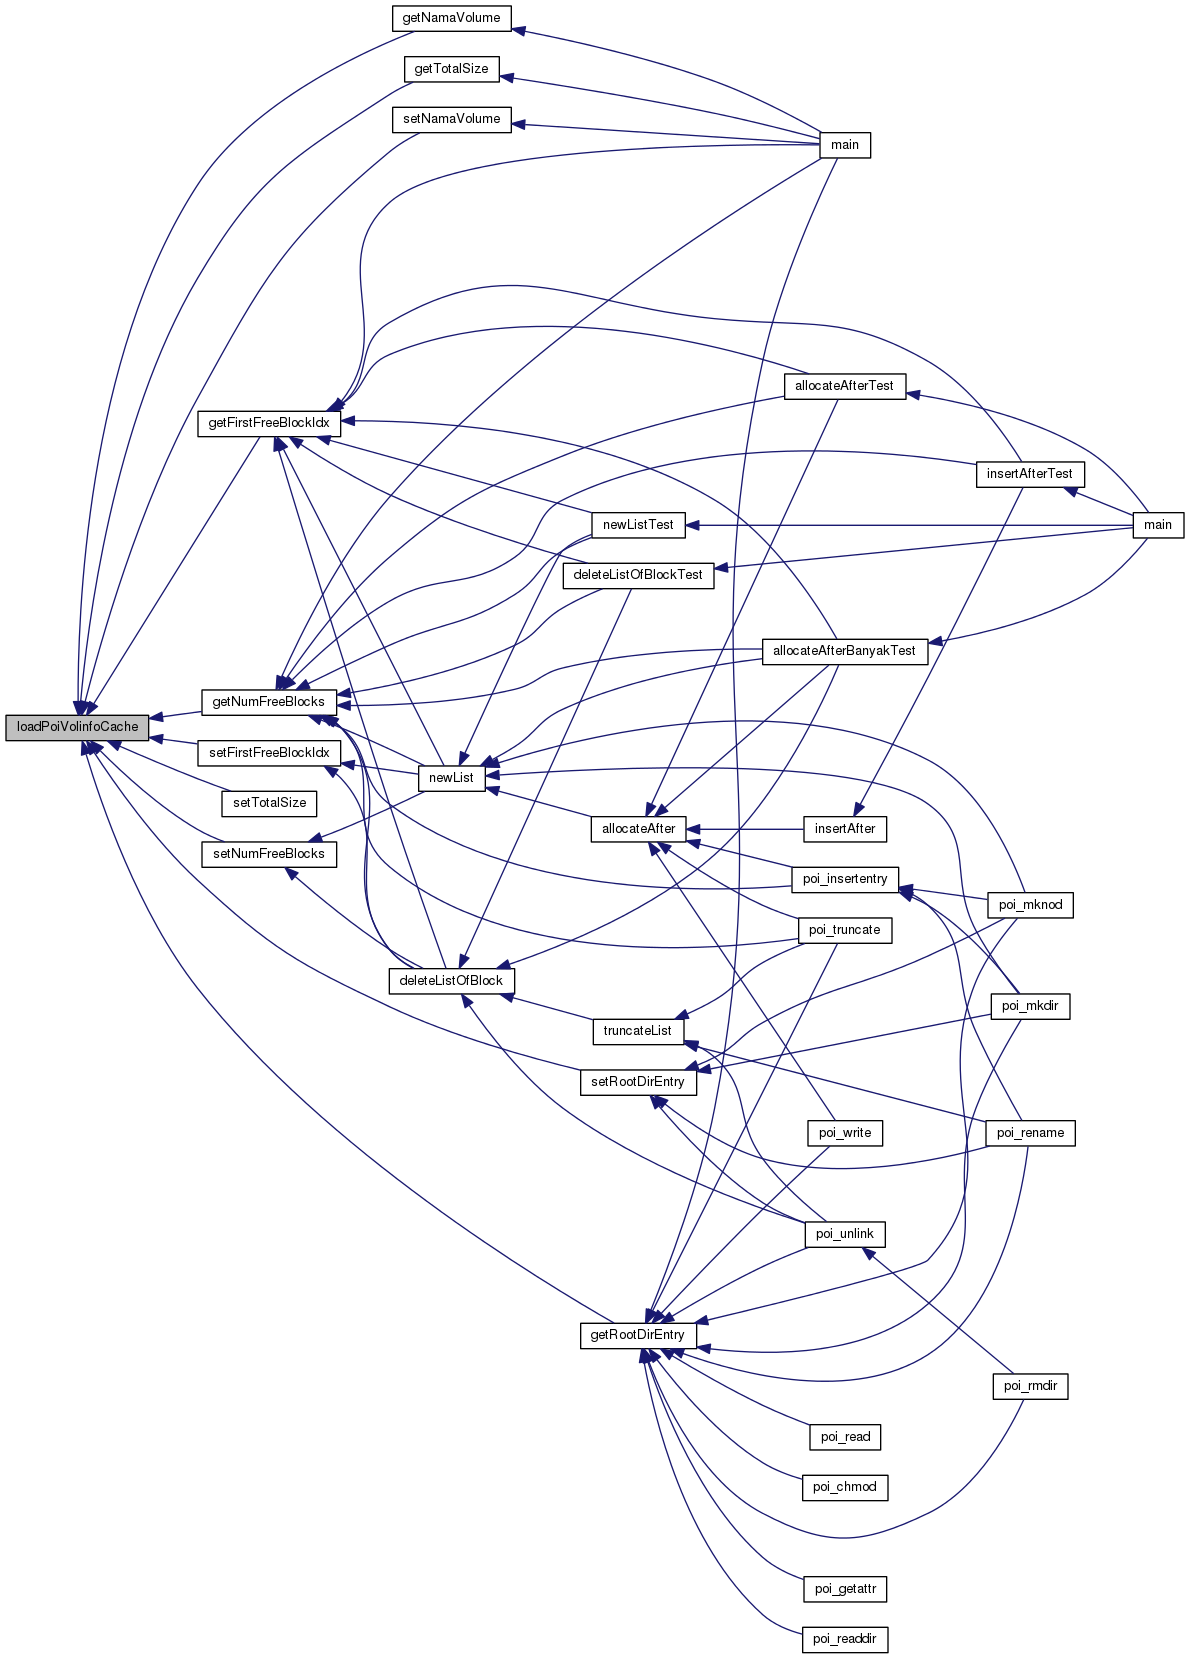 getNamaVolume
getTotalSize
setNamaVolume
main
allocateAfterTest
getFirstFreeBlockIdx
insertAfterTest
newListTest
main
deleteListOfBlockTest
allocateAfterBanyakTest
getNumFreeBlocks
loadPoiVolinfoCache
setFirstFreeBlockIdx
newList
setTotalSize
allocateAfter
insertAfter
setNumFreeBlocks
poi_insertentry
poi_mknod
poi_truncate
deleteListOfBlock
poi_mkdir
truncateList
setRootDirEntry
poi_write
poi_rename
poi_unlink
getRootDirEntry
poi_rmdir
poi_read
poi_chmod
poi_getattr
poi_readdir